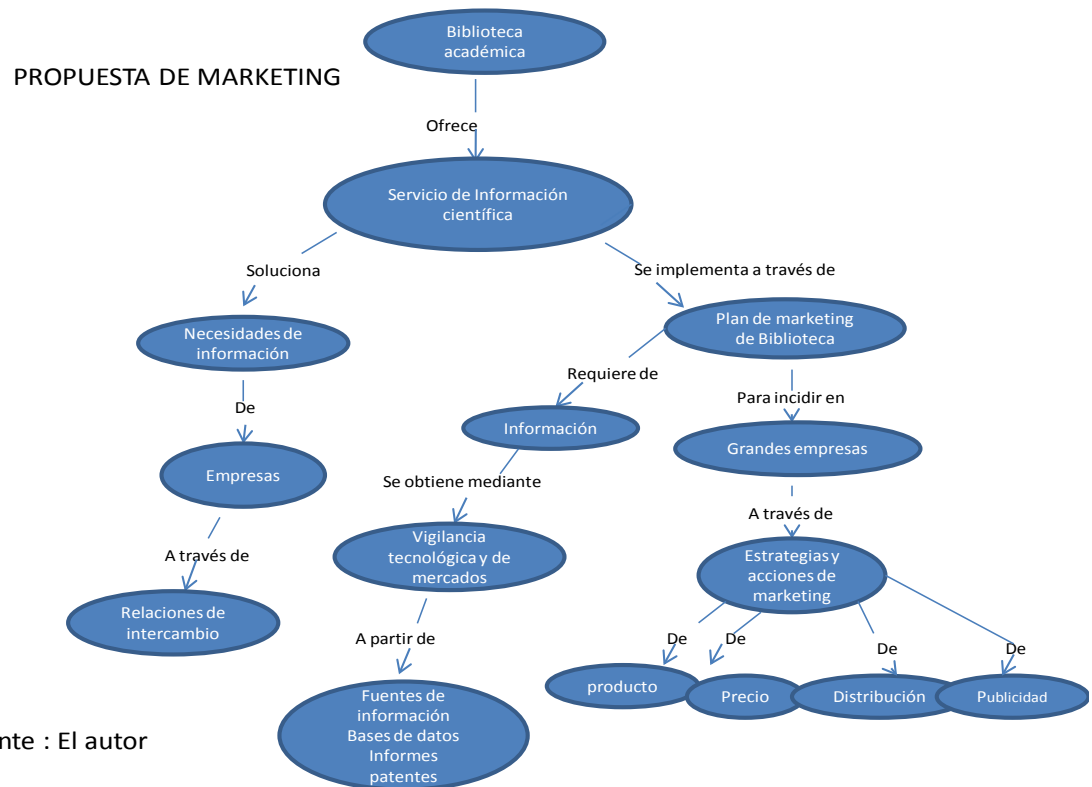 Biblioteca
académica
PROPUESTA DE MARKETING
Ofrece
Servicio de Información
científica
Soluciona
Se implementa a través de
Necesidades de
información
Plan de marketing
de Biblioteca
Requiere de
Para incidir en
De
Información
Grandes empresas
Empresas
Se obtiene mediante
A través de
A través de
Vigilancia
tecnológica y de
mercados
Estrategias y
acciones de
marketing
Relaciones de
intercambio
A partir de
De
De
De
De
producto
Precio
Distribución
Publicidad
Fuentes de
información
Bases de datos
Informes
patentes
nte : El autor